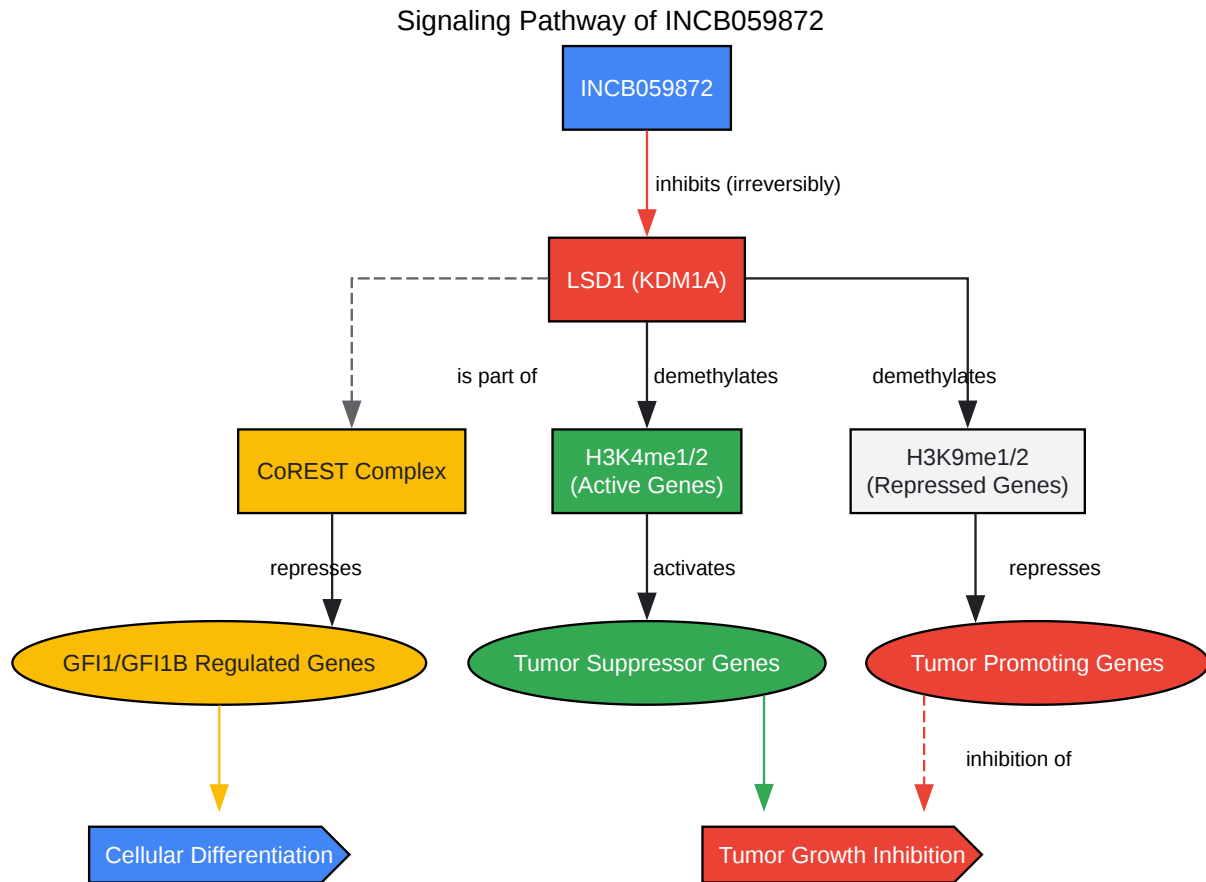 Signaling Pathway of INCB059872
INCB059872
inhibits (irreversibly)
LSD1 (KDM1A)
is part of
demethylates
demethylates
CoREST Complex
H3K4me1/2
(Active Genes)
H3K9me1/2
(Repressed Genes)
represses
activates
represses
GFI1/GFI1B Regulated Genes
Tumor Suppressor Genes
Tumor Promoting Genes
inhibition of
Cellular Differentiation
Tumor Growth Inhibition